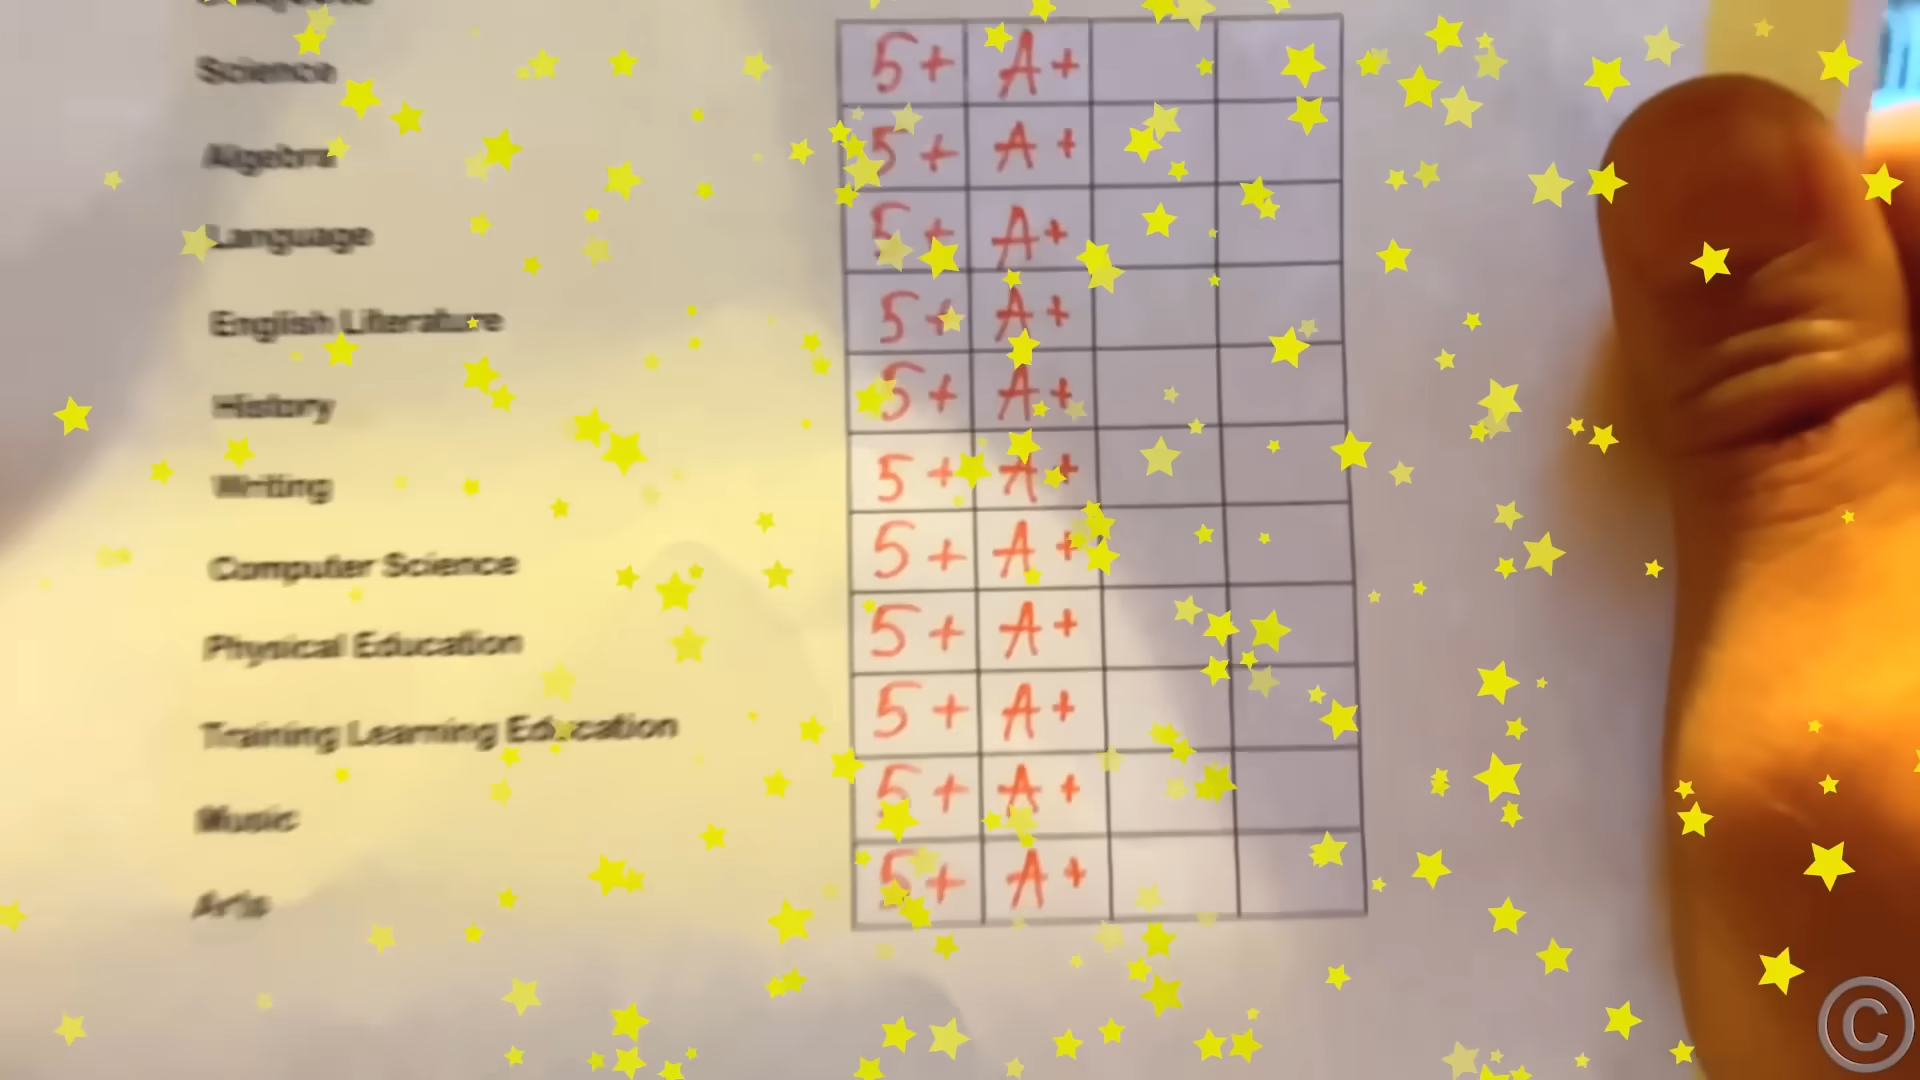 Science 5+ A+
Algebra 5+ A+
Language 5+ A+
English Literature 5+ A+
History 5+ A+
Writing 5+ A+
Computer Science 5+ A+
Physical Education 5+ A+
Training Learning Education 5+ A+
Music 5+ A+
Arts 5+ A+
©